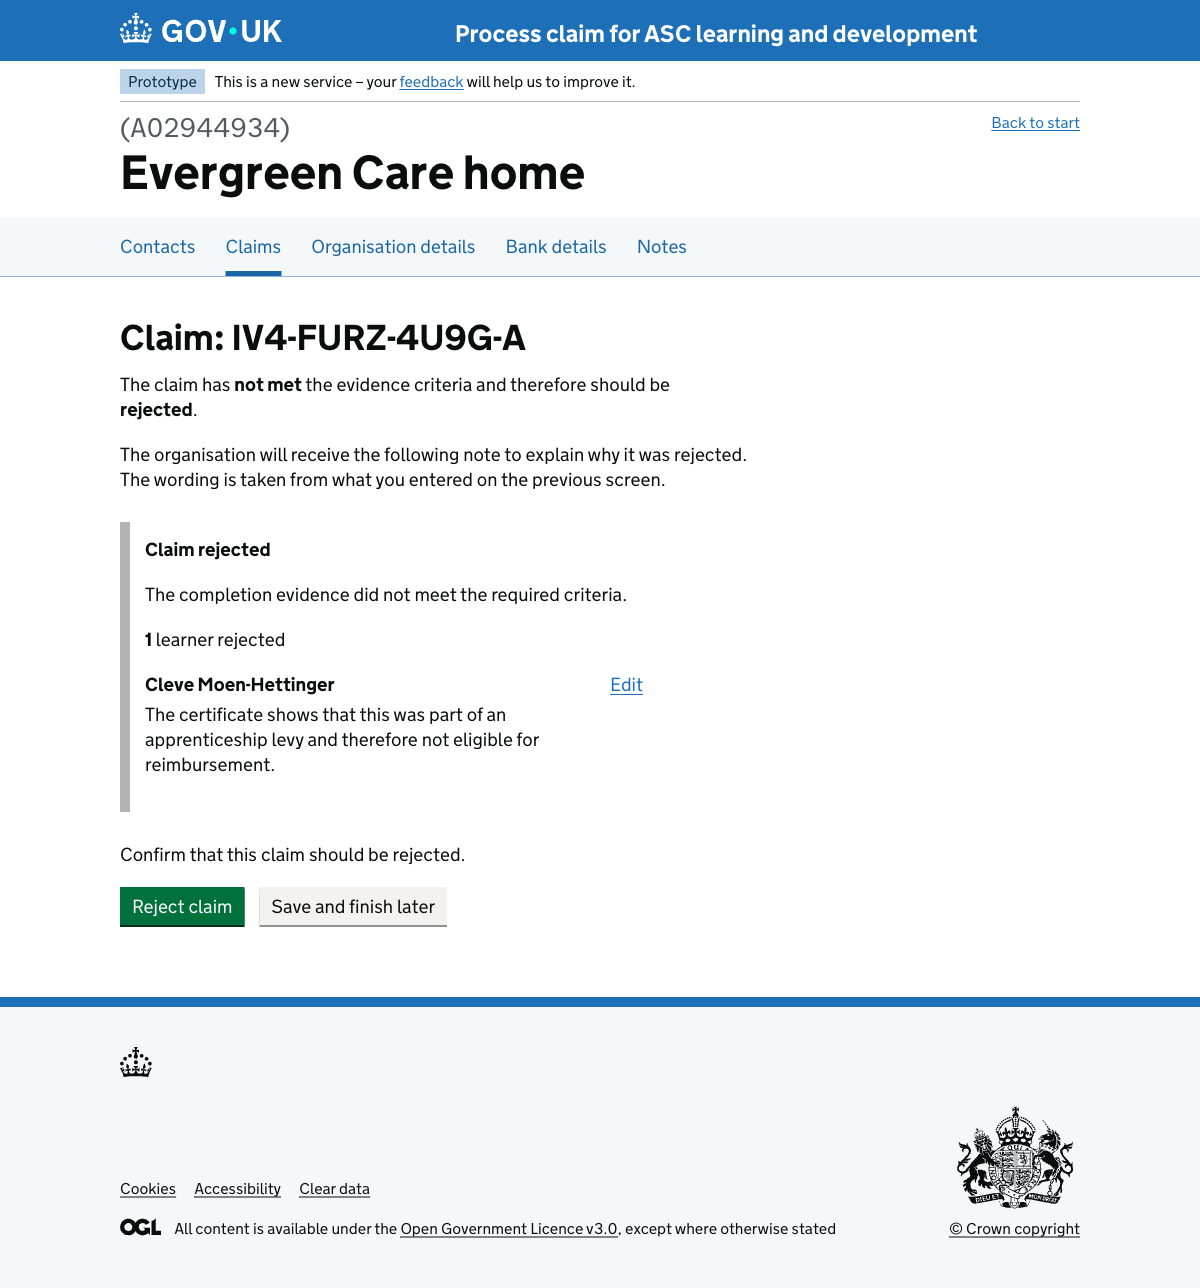 GOV·UK
Process claim for ASC learning and development
Prototype This is a new service – your feedback will help us to improve it.
(A02944934)
Back to start
Evergreen Care home
Contacts Claims Organisation details Bank details Notes
Claim: IV4-FURZ-4U9G-A
The claim has not met the evidence criteria and therefore should be
rejected.
The organisation will receive the following note to explain why it was rejected.
The wording is taken from what you entered on the previous screen.
Claim rejected
The completion evidence did not meet the required criteria.
1 learner rejected
Cleve Moen-Hettinger Edit
The certificate shows that this was part of an
apprenticeship levy and therefore not eligible for
reimbursement.
Confirm that this claim should be rejected.
Reject claim Save and finish later
Cookies Accessibility Clear data
DIEU ET MON DROIT
OGL All content is available under the Open Government Licence v3.0, except where otherwise stated
© Crown copyright